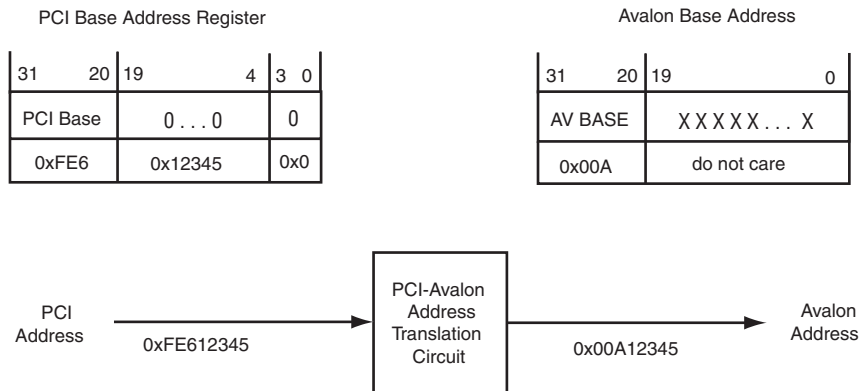 PCI Base Address Register
31 20 19 4 3 0
PCI Base 0 . . . 0 0
0xFE6 0x12345 0x0
Avalon Base Address
31 20 19 0
AV BASE X X X X X . . . X
0x00A do not care
PCI
Address
0xFE612345
PCI-Avalon
Address
Translation
Circuit
0x00A12345
Avalon
Address